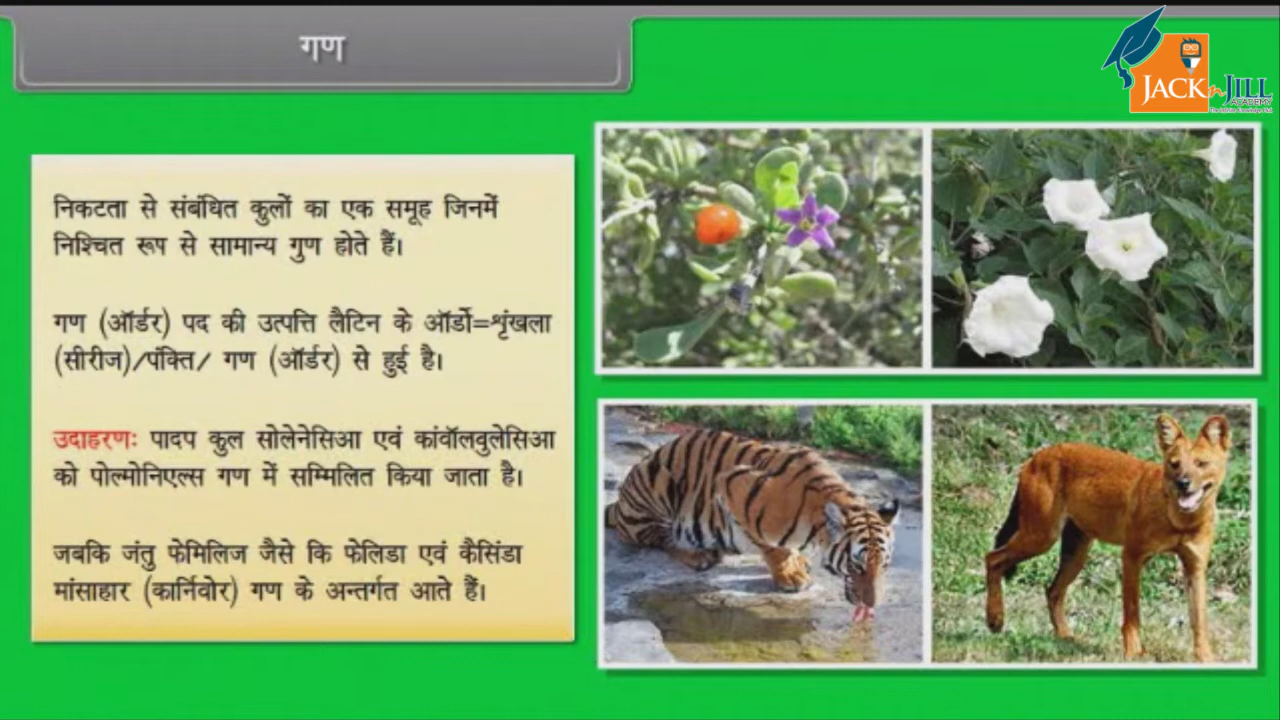 गण
JACK n JILL
ACADEMY
निकटता से संबंधित कुलों का एक समूह जिनमें
निश्चित रूप से सामान्य गुण होते हैं।
गण (ऑर्डर) पद की उत्पत्ति लैटिन के ऑर्डो=शृंखला
(सीरीज)/पंक्ति/ गण (ऑर्डर) से हुई है।
उदाहरणः पादप कुल सोलेनेसिआ एवं कांवॉलवुलेसिआ
को पोल्मोनिएल्स गण में सम्मिलित किया जाता है।
जबकि जंतु फेमिलिज जैसे कि फेलिडा एवं कैसिंडा
मांसाहार (कार्निवोर) गण के अन्तर्गत आते हैं।